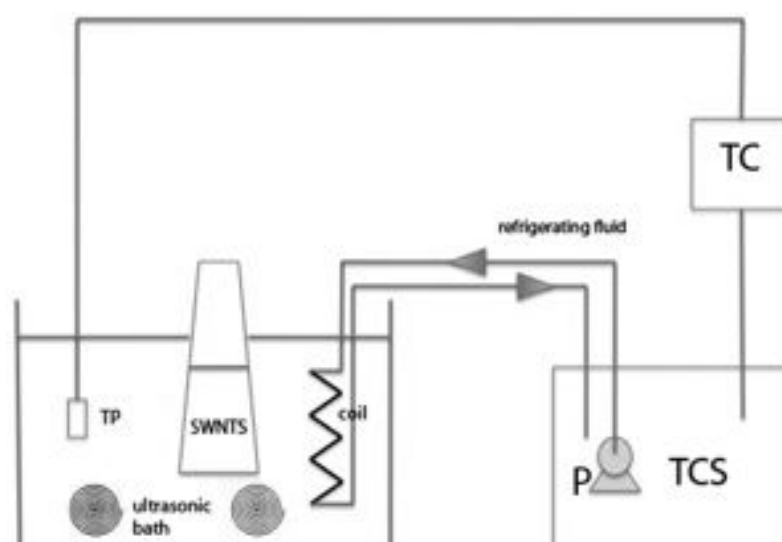 TC
refrigerating fluid
TP
SWNTS
coil
P
TCS
ultrasonic
bath